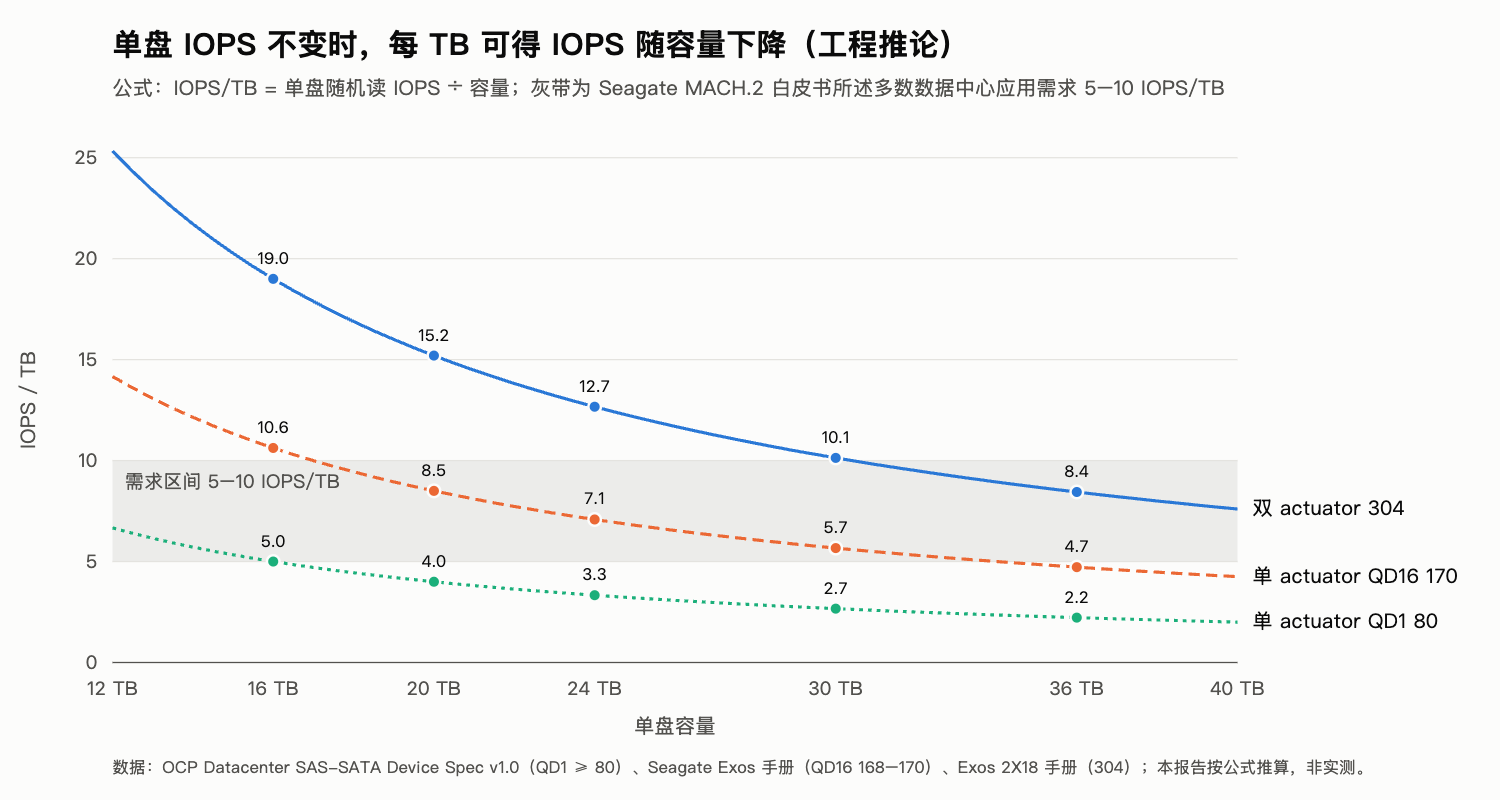 单盘 IOPS 不变时，每 TB 可得 IOPS 随容量下降（工程推论）
公式：IOPS/TB = 单盘随机读 IOPS ÷ 容量；灰带为 Seagate MACH.2 白皮书所述多数数据中心应用需求 5–10 IOPS/TB
IOPS / TB
25
20
15
10
5
0
19.0
15.2
12.7
10.1
8.4
10.6
8.5
7.1
5.7
4.7
需求区间 5–10 IOPS/TB
5.0
4.0
3.3
2.7
2.2
双 actuator 304
单 actuator QD16 170
单 actuator QD1 80
12 TB
16 TB
20 TB
24 TB
30 TB
36 TB
40 TB
单盘容量
数据：OCP Datacenter SAS–SATA Device Spec v1.0（QD1 ≥ 80）、Seagate Exos 手册（QD16 168–170）、Exos 2X18 手册（304）；本报告按公式推算，非实测。